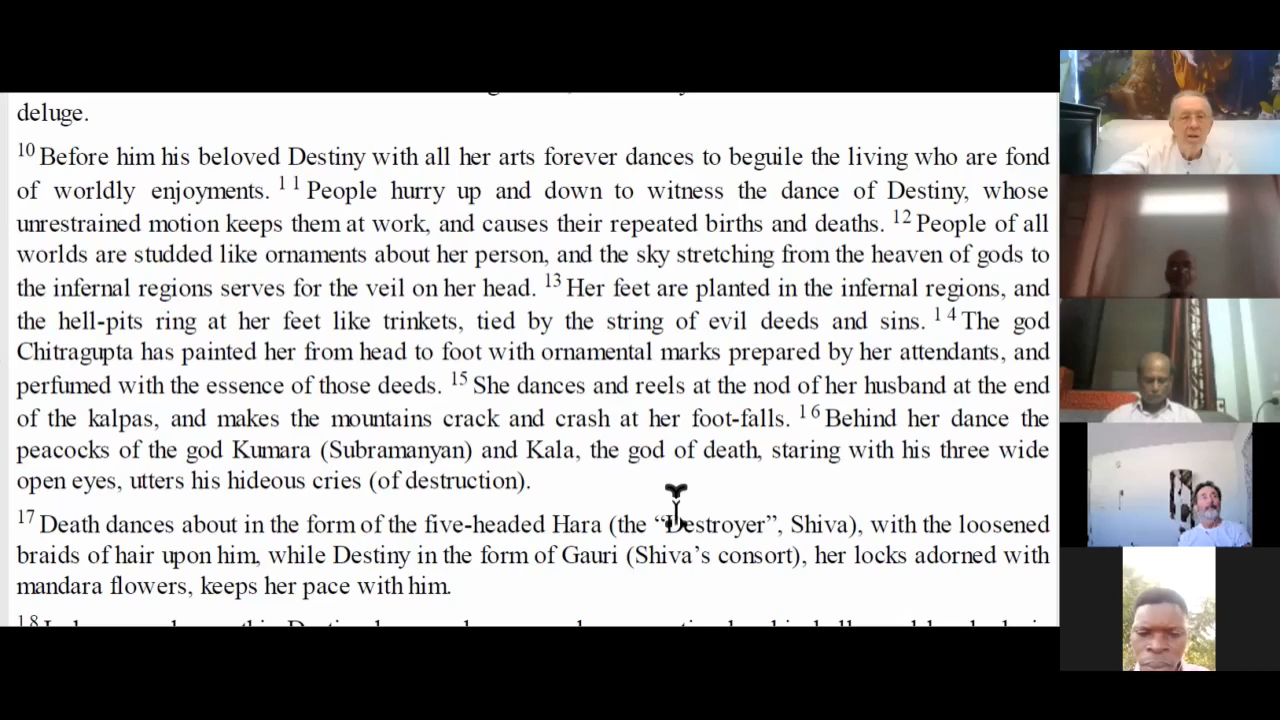 deluge.
10 Before him his beloved Destiny with all her arts forever dances to beguile the living who are fond
of worldly enjoyments. 11 People hurry up and down to witness the dance of Destiny, whose
unrestrained motion keeps them at work, and causes their repeated births and deaths. 12 People of all
worlds are studded like ornaments about her person, and the sky stretching from the heaven of gods to
the infernal regions serves for the veil on her head. 13 Her feet are planted in the infernal regions, and
the hell-pits ring at her feet like trinkets, tied by the string of evil deeds and sins. 14 The god
Chitragupta has painted her from head to foot with ornamental marks prepared by her attendants, and
perfumed with the essence of those deeds. 15 She dances and reels at the nod of her husband at the end
of the kalpas, and makes the mountains crack and crash at her foot-falls. 16 Behind her dance the
peacocks of the god Kumara (Subramanyan) and Kala, the god of death, staring with his three wide
open eyes, utters his hideous cries (of destruction).
17 Death dances about in the form of the five-headed Hara (the “Destroyer”, Shiva), with the loosened
braids of hair upon him, while Destiny in the form of Gauri (Shiva’s consort), her locks adorned with
mandara flowers, keeps her pace with him.
18